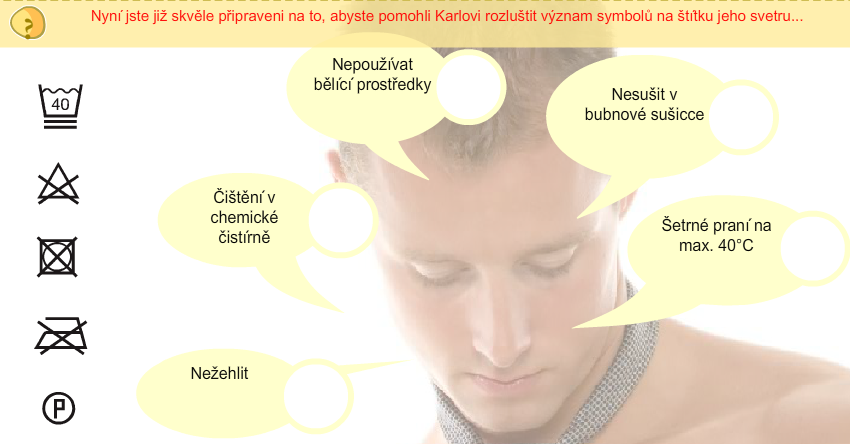 Nyní jste již skvěle připraveni na to, abyste pomohli Karlovi rozluštit význam symbolů na štítku jeho svetru...
Nepoužívat
bělící prostředky
Nesušit v
bubnové sušicce
40
Čištění v
chemické
čistírně
Šetrné praní na
max. 40°C
Nežehlit
P